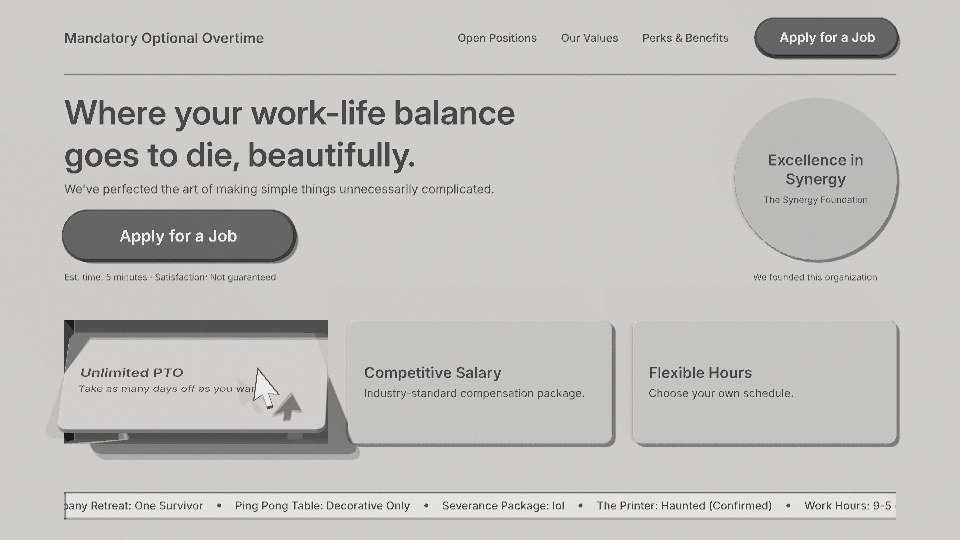 Mandatory Optional Overtime
Open Positions
Our Values
Perks & Benefits
Apply for a Job
Where your work-life balance
goes to die, beautifully.
We've perfected the art of making simple things unnecessarily complicated.
Apply for a Job
Est. time: 5 minutes · Satisfaction: Not guaranteed
Excellence in
Synergy
The Synergy Foundation
We founded this organization
Unlimited PTO
Take as many days off as you
Competitive Salary
Industry-standard compensation package.
Flexible Hours
Choose your own schedule.
Retreat: One Survivor • Ping Pong Table: Decorative Only • Severance Package: lol • The Printer: Haunted (Confirmed) • Work Hours: 9-5